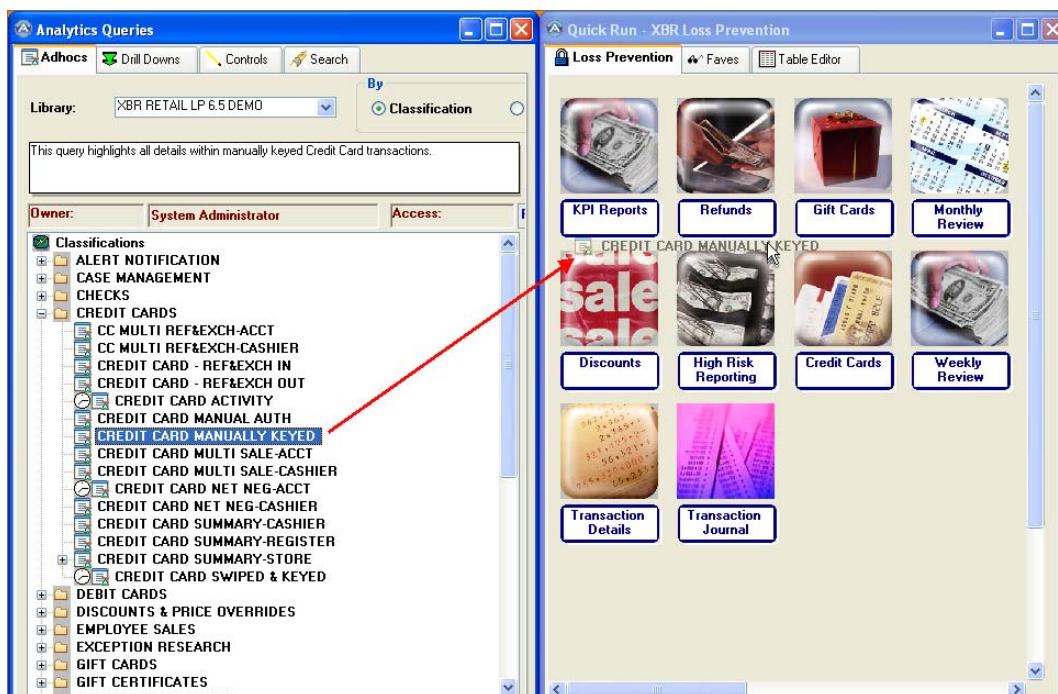 Analytics Queries
Adhocs Drill Downs Controls Search
By
Library: XBR RETAIL LP 6.5 DEMO Classification
This query highlights all details within manually keyed Credit Card transactions.
Owner: System Administrator Access:
Classifications
ALERT NOTIFICATION
CASE MANAGEMENT
CHECKS
CREDIT CARDS
CC MULTI REF&EXCH-ACCT
CC MULTI REF&EXCH-CASHIER
CREDIT CARD - REF&EXCH IN
CREDIT CARD - REF&EXCH OUT
CREDIT CARD ACTIVITY
CREDIT CARD MANUAL AUTH
CREDIT CARD MANUALLY KEYED
CREDIT CARD MULTI SALE-ACCT
CREDIT CARD MULTI SALE-CASHIER
CREDIT CARD NET NEG-ACCT
CREDIT CARD NET NEG-CASHIER
CREDIT CARD SUMMARY-CASHIER
CREDIT CARD SUMMARY-REGISTER
CREDIT CARD SUMMARY-STORE
CREDIT CARD SWIPED & KEYED
DEBIT CARDS
DISCOUNTS & PRICE OVERRIDES
EMPLOYEE SALES
EXCEPTION RESEARCH
GIFT CARDS
GIFT CERTIFICATES
Quick Run - XBR Loss Prevention
Loss Prevention Faves Table Editor
KPI Reports
Refunds
Gift Cards
Monthly
Review
CREDIT CARD MANUALLY KEYED
sale
Discounts
High Risk
Reporting
Credit Cards
Weekly
Review
Transaction
Details
Transaction
Journal